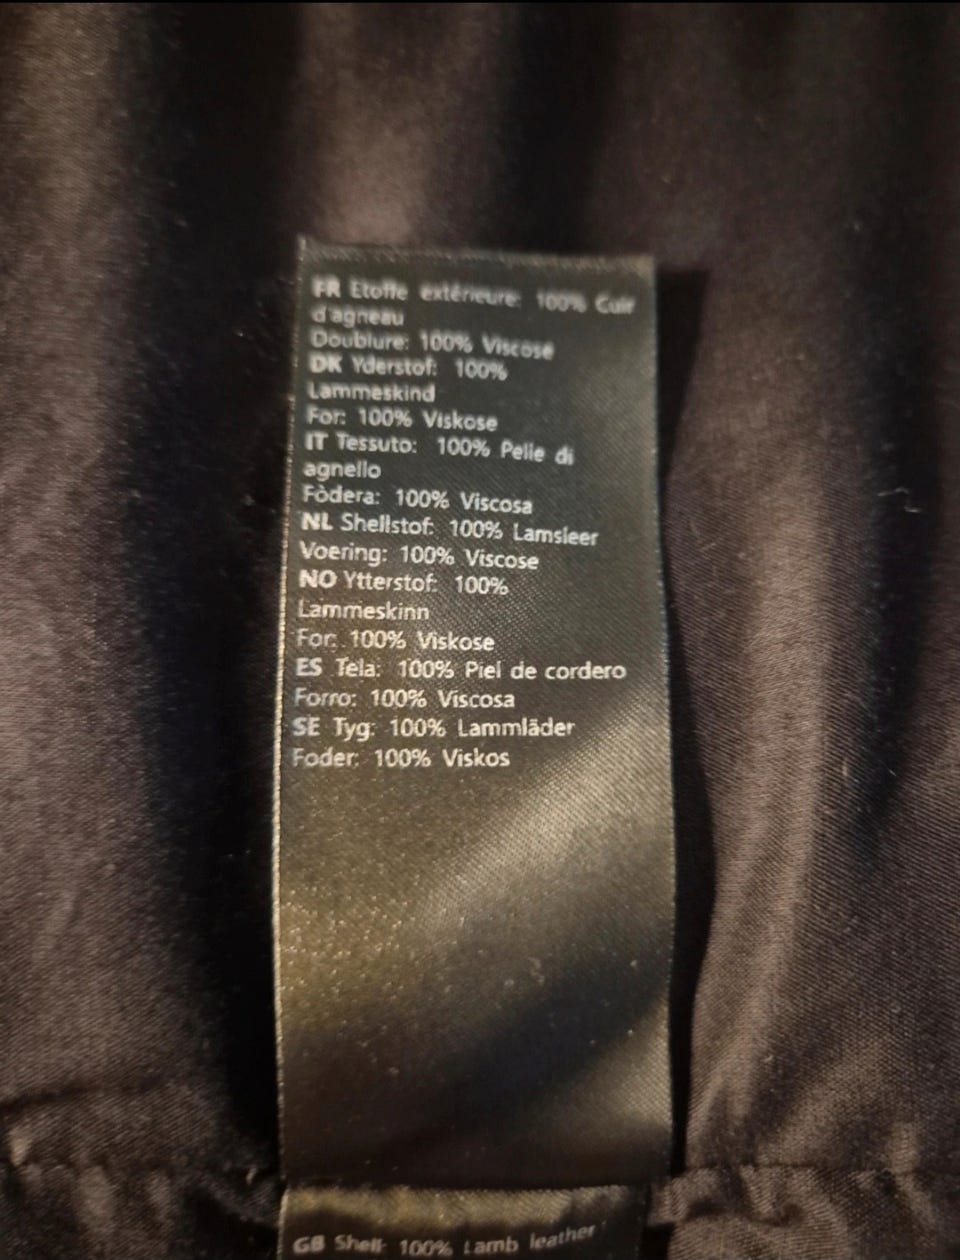 FR Etoffe extérieure: 100% Cuir
d'agneau
Doublure: 100% Viscose
DK Yderstof: 100%
Lammeskind
For: 100% Viskose
IT Tessuto: 100% Pelle di
agnello
Fòdera: 100% Viscosa
NL Shellstof: 100% Lamsleer
Voering: 100% Viscose
NO Ytterstof: 100%
Lammeskinn
For: 100% Viskose
ES Tela: 100% Piel de cordero
Forro: 100% Viscosa
SE Tyg: 100% Lammläder
Foder: 100% Viskos
GB Shell: 100% Lamb leather